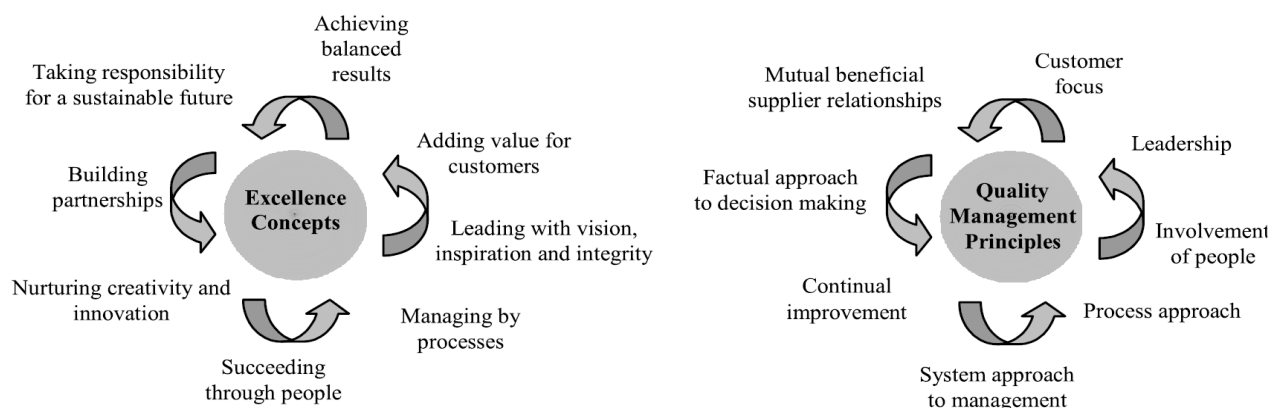 Achieving
balanced
results
Taking responsibility
for a sustainable future
Adding value for
customers
Building
partnerships
Excellence
Concepts
Leading with vision,
inspiration and integrity
Nurturing creativity and
innovation
Managing by
processes
Succeeding
through people
Customer
focus
Mutual beneficial
supplier relationships
Leadership
Factual approach
to decision making
Quality
Management
Principles
Involvement
of people
Continual
improvement
Process approach
System approach
to management